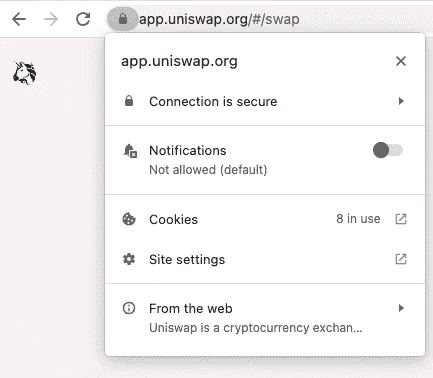 app.uniswap.org/#/swap
app.uniswap.org
Connection is secure
Notifications
Not allowed (default)
Cookies 8 in use
Site settings
From the web
Uniswap is a cryptocurrency exchan...